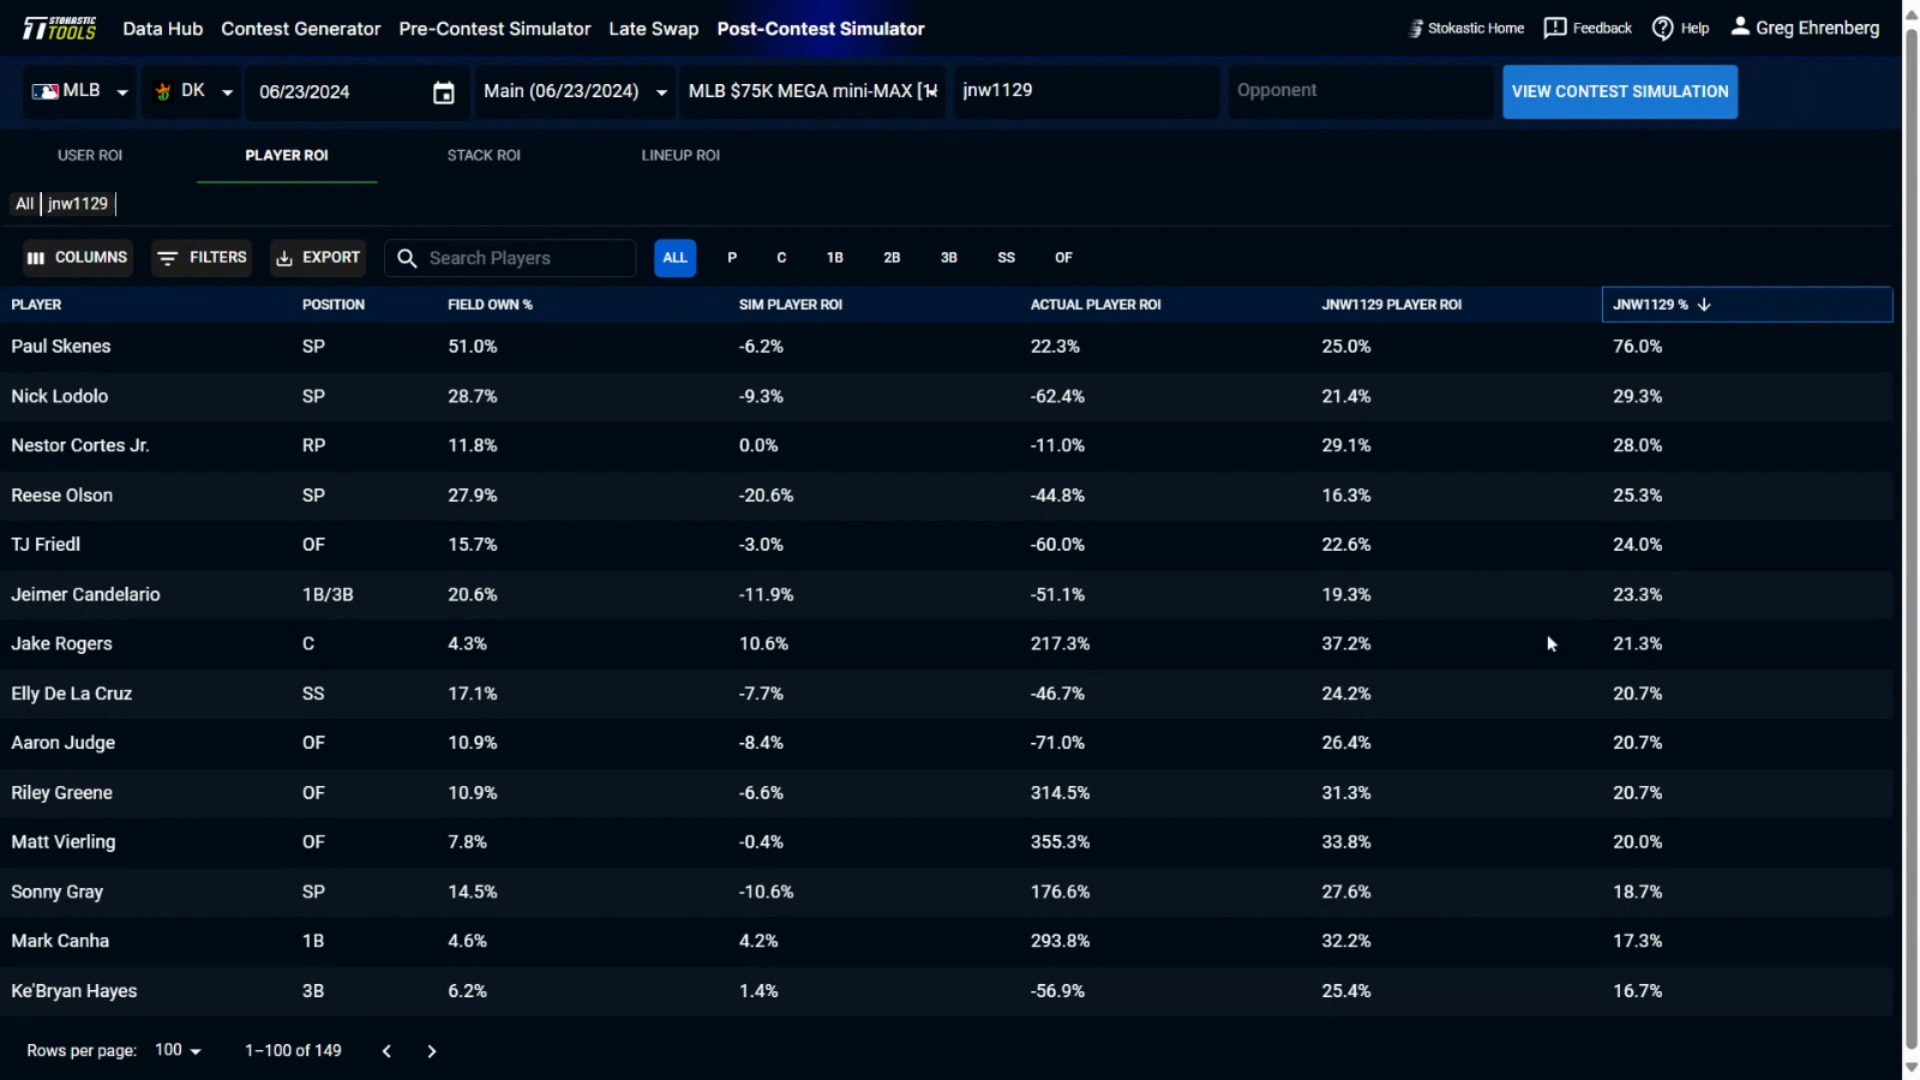 STOKASTIC TOOLS Data Hub Contest Generator Pre-Contest Simulator Late Swap Post-Contest Simulator Stokastic Home Feedback Help Greg Ehrenberg
MLB DK 06/23/2024 Main (06/23/2024) MLB $75K MEGA mini-MAX [1 jnw1129 Opponent VIEW CONTEST SIMULATION
USER ROI PLAYER ROI STACK ROI LINEUP ROI
All jnw1129
COLUMNS FILTERS EXPORT Search Players ALL P C 1B 2B 3B SS OF
PLAYER POSITION FIELD OWN % SIM PLAYER ROI ACTUAL PLAYER ROI JNW1129 PLAYER ROI JNW1129 %
Paul Skenes SP 51.0% -6.2% 22.3% 25.0% 76.0%
Nick Lodolo SP 28.7% -9.3% -62.4% 21.4% 29.3%
Nestor Cortes Jr. RP 11.8% 0.0% -11.0% 29.1% 28.0%
Reese Olson SP 27.9% -20.6% -44.8% 16.3% 25.3%
TJ Friedl OF 15.7% -3.0% -60.0% 22.6% 24.0%
Jeimer Candelario 1B/3B 20.6% -11.9% -51.1% 19.3% 23.3%
Jake Rogers C 4.3% 10.6% 217.3% 37.2% 21.3%
Elly De La Cruz SS 17.1% -7.7% -46.7% 24.2% 20.7%
Aaron Judge OF 10.9% -8.4% -71.0% 26.4% 20.7%
Riley Greene OF 10.9% -6.6% 314.5% 31.3% 20.7%
Matt Vierling OF 7.8% -0.4% 355.3% 33.8% 20.0%
Sonny Gray SP 14.5% -10.6% 176.6% 27.6% 18.7%
Mark Canha 1B 4.6% 4.2% 293.8% 32.2% 17.3%
Ke'Bryan Hayes 3B 6.2% 1.4% -56.9% 25.4% 16.7%
Rows per page: 100 1–100 of 149